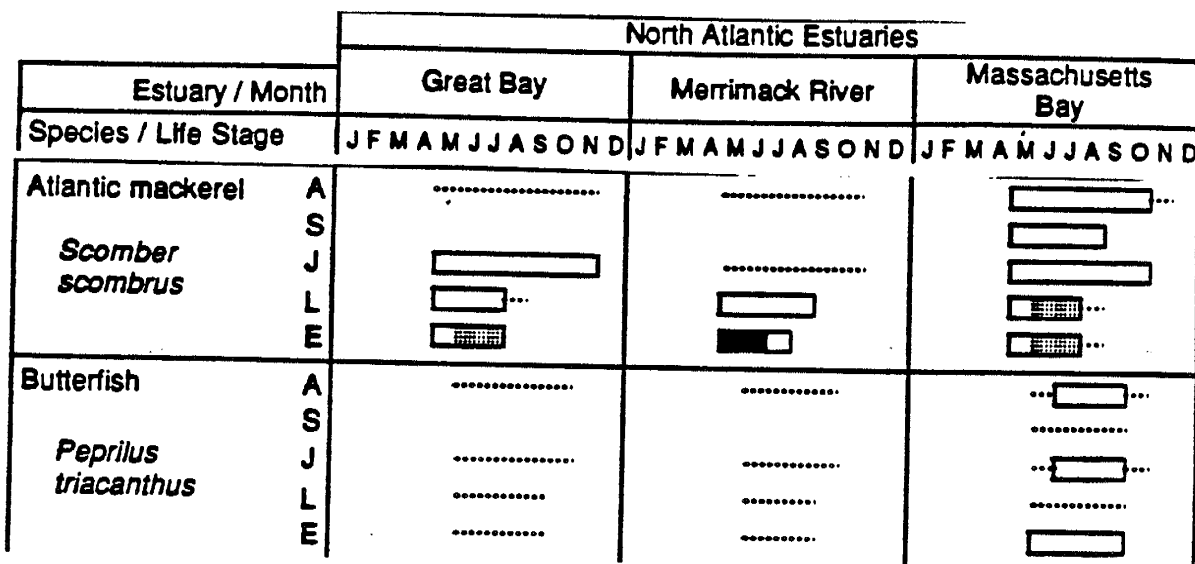 North Atlantic Estuaries
Estuary / Month Great Bay Merrimack River Massachusetts
Bay
Species / Life Stage J F M A M J J A S O N D J F M A M J J A S O N D J F M A M J J A S O N D
Atlantic mackerel A
S
Scomber
J
scombrus
L
E
Butterfish A
S
Peprilus
J
triacanthus
L
E